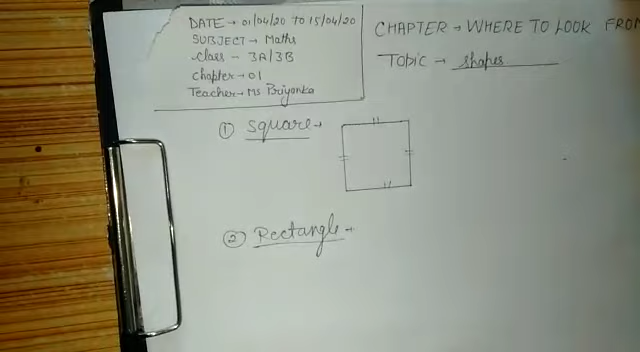 DATE → 01/04/20 TO 15/04/20
SUBJECT → Maths
Class - 3A/3B
Chapter → 01
Teacher → Ms Priyanka
CHAPTER → WHERE TO LOOK FROM
TOPIC → Shapes
① Square →
② Rectangle →